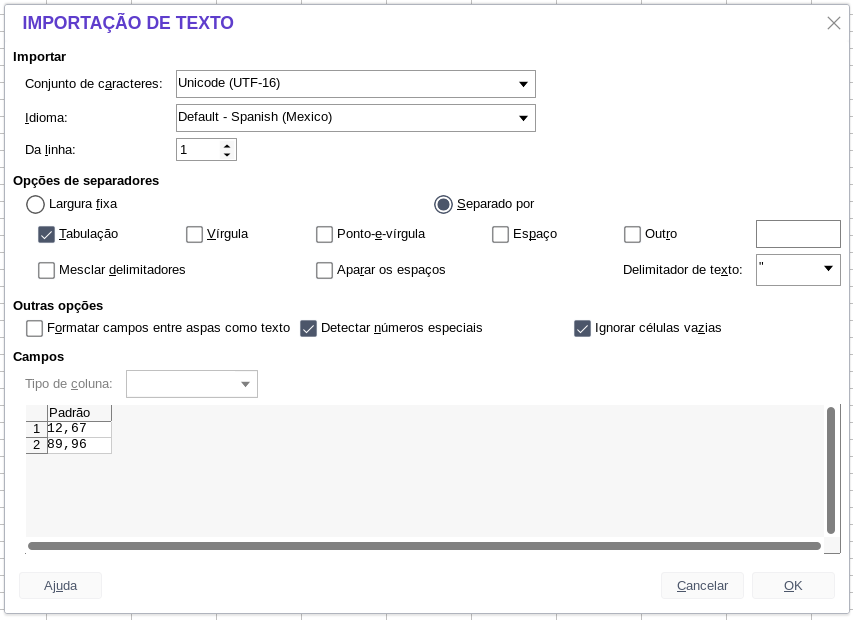 IMPORTAÇÃO DE TEXTO
Importar
Conjunto de caracteres: Unicode (UTF-16)
Idioma: Default - Spanish (Mexico)
Da linha: 1
Opções de separadores
Largura fixa Separado por
Tabulação Vírgula Ponto-e-vírgula Espaço Outro
Mesclar delimitadores Aparar os espaços Delimitador de texto: "
Outras opções
Formatar campos entre aspas como texto Detectar números especiais Ignorar células vazias
Campos
Tipo de coluna:
Padrão
1 12,67
2 89,96
Ajuda Cancelar OK